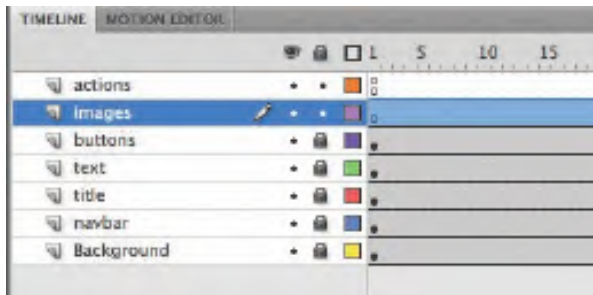 TIMELINE MOTION EDITOR
1 5 10 15
actions
images
buttons
text
title
navbar
Background